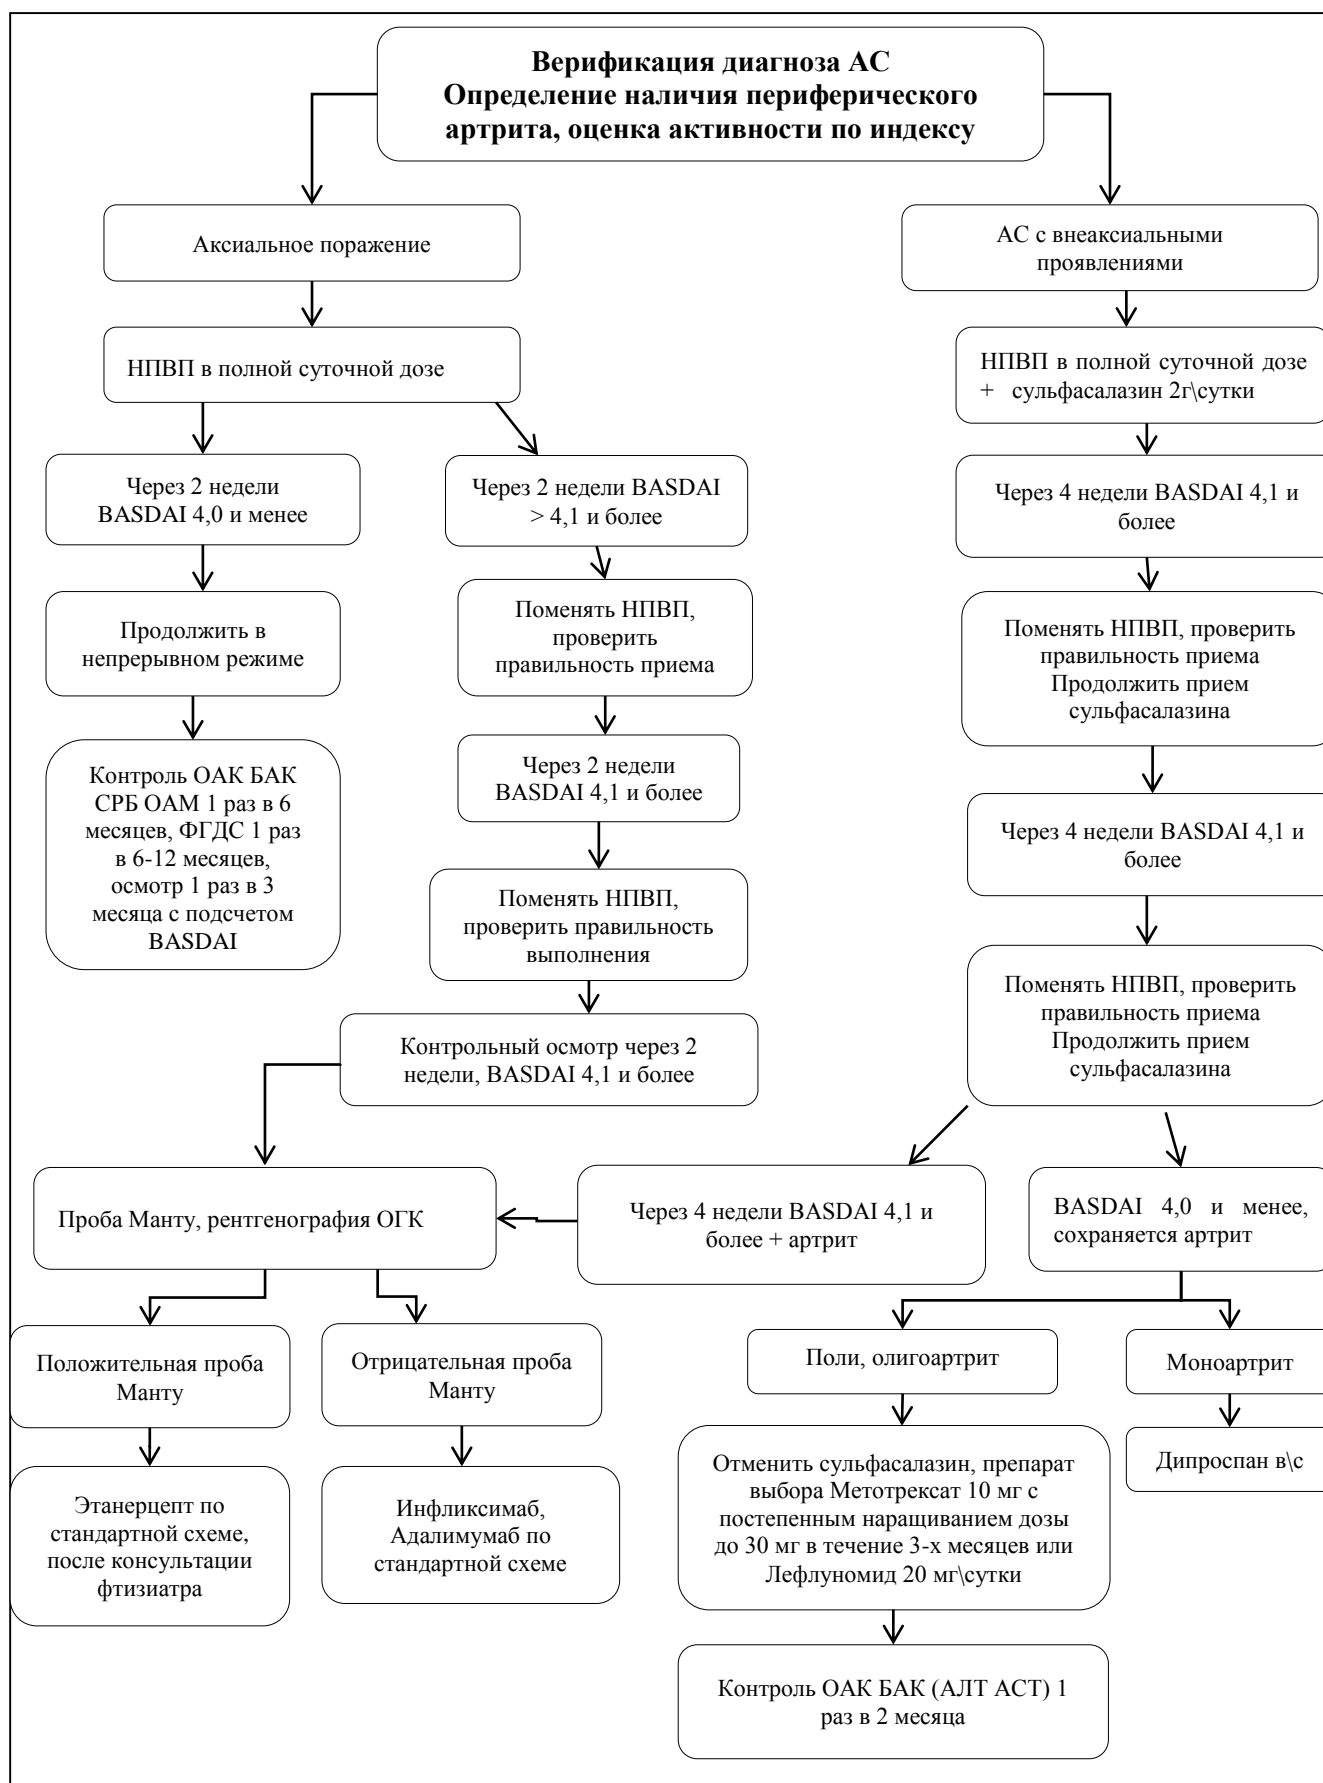 Верификация диагноза АС
Определение наличия периферического
артрита, оценка активности по индексу
Аксиальное поражение
АС с внеаксиальными
проявлениями
НПВП в полной суточной дозе
НПВП в полной суточной дозе
+ сульфасалазин 2г\сутки
Через 2 недели
BASDAI 4,0 и менее
Через 2 недели BASDAI
> 4,1 и более
Через 4 недели BASDAI 4,1 и
более
Продолжить в
непрерывном режиме
Поменять НПВП,
проверить
правильность приема
Поменять НПВП, проверить
правильность приема
Продолжить прием
сульфасалазина
Контроль ОАК БАК
СРБ ОАМ 1 раз в 6
месяцев, ФГДС 1 раз
в 6-12 месяцев,
осмотр 1 раз в 3
месяца с подсчетом
BASDAI
Через 2 недели
BASDAI 4,1 и более
Через 4 недели BASDAI 4,1 и
более
Поменять НПВП,
проверить правильность
выполнения
Поменять НПВП, проверить
правильность приема
Продолжить прием
сульфасалазина
Контрольный осмотр через 2
недели, BASDAI 4,1 и более
Проба Манту, рентгенография ОГК
Через 4 недели BASDAI 4,1 и
более + артрит
BASDAI 4,0 и менее,
сохраняется артрит
Положительная проба
Манту
Отрицательная проба
Манту
Поли, олигоартрит
Моноартрит
Этанерцепт по
стандартной схеме,
после консультации
фтизиатра
Инфликсимаб,
Адалимумаб по
стандартной схеме
Отменить сульфасалазин, препарат
выбора Метотрексат 10 мг с
постепенным наращиванием дозы
до 30 мг в течение 3-х месяцев или
Лефлуномид 20 мг\сутки
Дипроспан в\с
Контроль ОАК БАК (АЛТ АСТ) 1
раз в 2 месяца